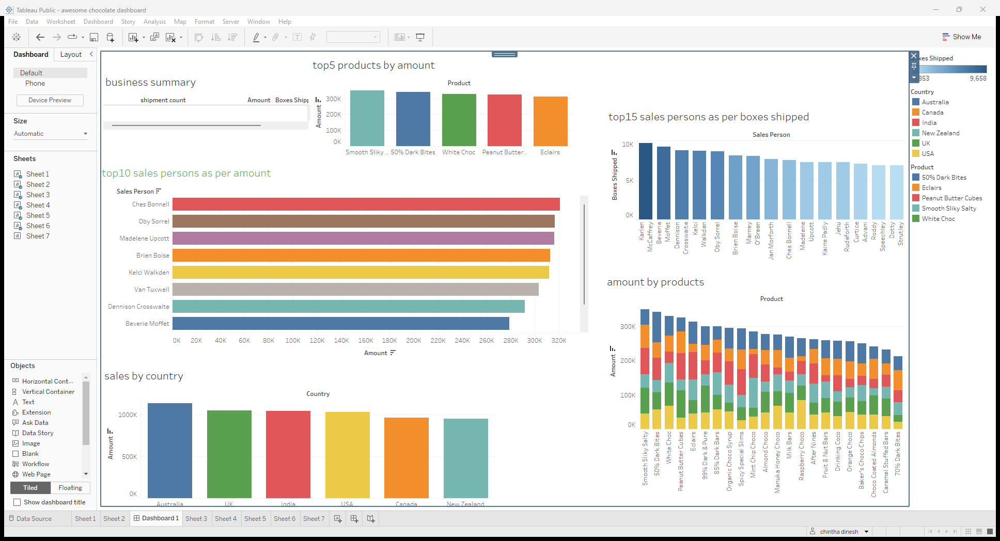 Tableau Public - awesome chocolate dashboard
File Data Worksheet Dashboard Story Analysis Map Format Server Window Help
Show Me
Dashboard Layout
Default
Phone
Device Preview
Size
Automatic
Sheets
Sheet 1
Sheet 2
Sheet 3
Sheet 4
Sheet 5
Sheet 6
Sheet 7
Objects
Horizontal Cont...
Vertical Container
Text
Extension
Ask Data
Data Story
Image
Blank
Workflow
Web Page
Tiled Floating
Show dashboard title
business summary
shipment count Amount Boxes Shipp
top5 products by amount
Product
Amount
300K
200K
100K
0K
Smooth Sliky .. 50% Dark Bites White Choc Peanut Butter.. Eclairs
top10 sales persons as per amount
Sales Person
Ches Bonnell
Oby Sorrel
Madelene Upcott
Brien Boise
Kelci Walkden
Van Tuxwell
Dennison Crosswaite
Beverie Moffet
0K 20K 40K 60K 80K 100K 120K 140K 160K 180K 200K 220K 240K 260K 280K 300K 320K
Amount
sales by country
Country
Amount
1000K
500K
0K
Australia UK India USA Canada New Zealand
top15 sales persons as per boxes shipped
Sales Person
Boxes Shipped
10K
5K
0K
Karlen McCaffrey
Beverie Moffet
Dennison Crosswaite
Kelci Walkden
Oby Sorrel
Brien Boise
Marney O'Breen
Jan Morforth
Ches Bonnell
Madelene Upcott
Kaine Padly
Jehu Rudeforth
Curtice Advani
Roddy Speechley
Dotty Strutley
amount by products
Product
Amount
300K
200K
100K
0K
Smooth Sliky Salty
50% Dark Bites
White Choc
Peanut Butter Cubes
Eclairs
99% Dark & Pure
85% Dark Bars
Organic Choco Syrup
Spicy Special Slims
Mint Chip Choco
Almond Choco
Manuka Honey Choco
Milk Bars
Raspberry Choco
After Nines
Fruit & Nut Bars
Drinking Coco
Orange Choco
Baker's Choco Chips
Choco Coated Almonds
Caramel Stuffed Bars
70% Dark Bites
xes Shipped
853 9,658
Country
Australia
Canada
India
New Zealand
UK
USA
Product
50% Dark Bites
Eclairs
Peanut Butter Cubes
Smooth Sliky Salty
White Choc
Data Source Sheet 1 Sheet 2 Dashboard 1 Sheet 3 Sheet 4 Sheet 5 Sheet 6 Sheet 7
chintha dinesh